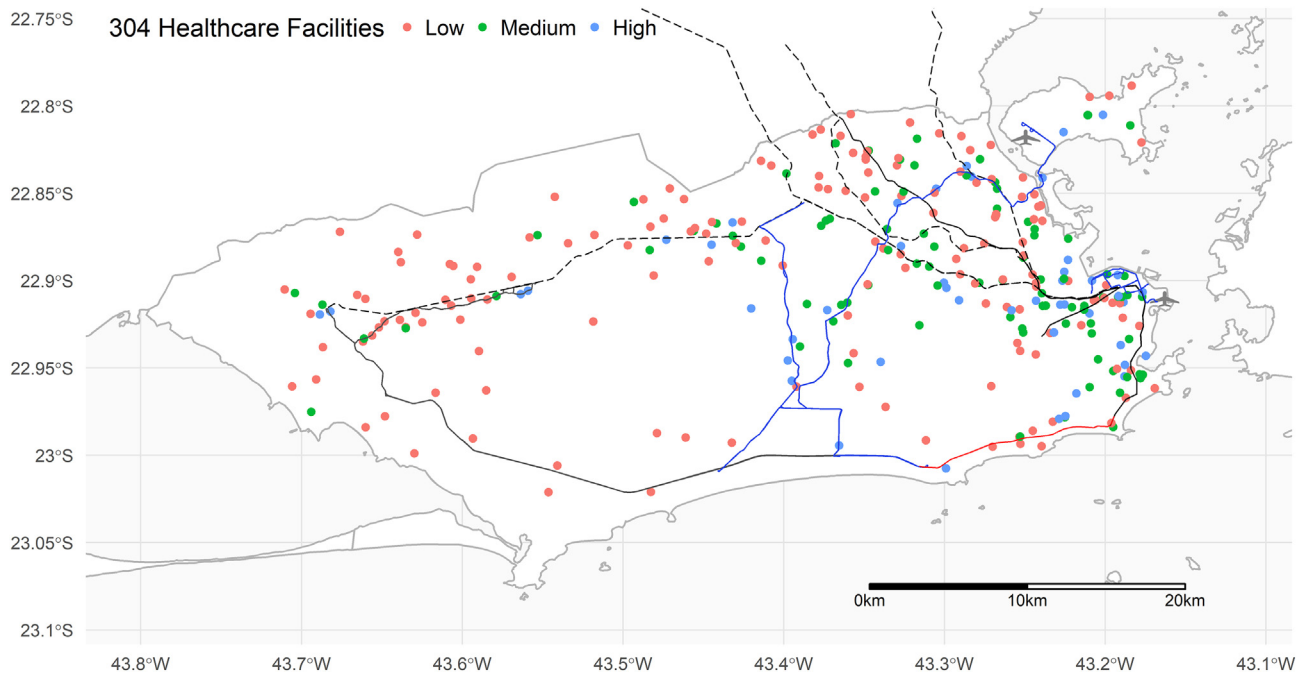 304 Healthcare Facilities Low Medium High
22.75°S
22.8°S
22.85°S
22.9°S
22.95°S
23°S
23.05°S
23.1°S
0km 10km 20km
43.8°W 43.7°W 43.6°W 43.5°W 43.4°W 43.3°W 43.2°W 43.1°W